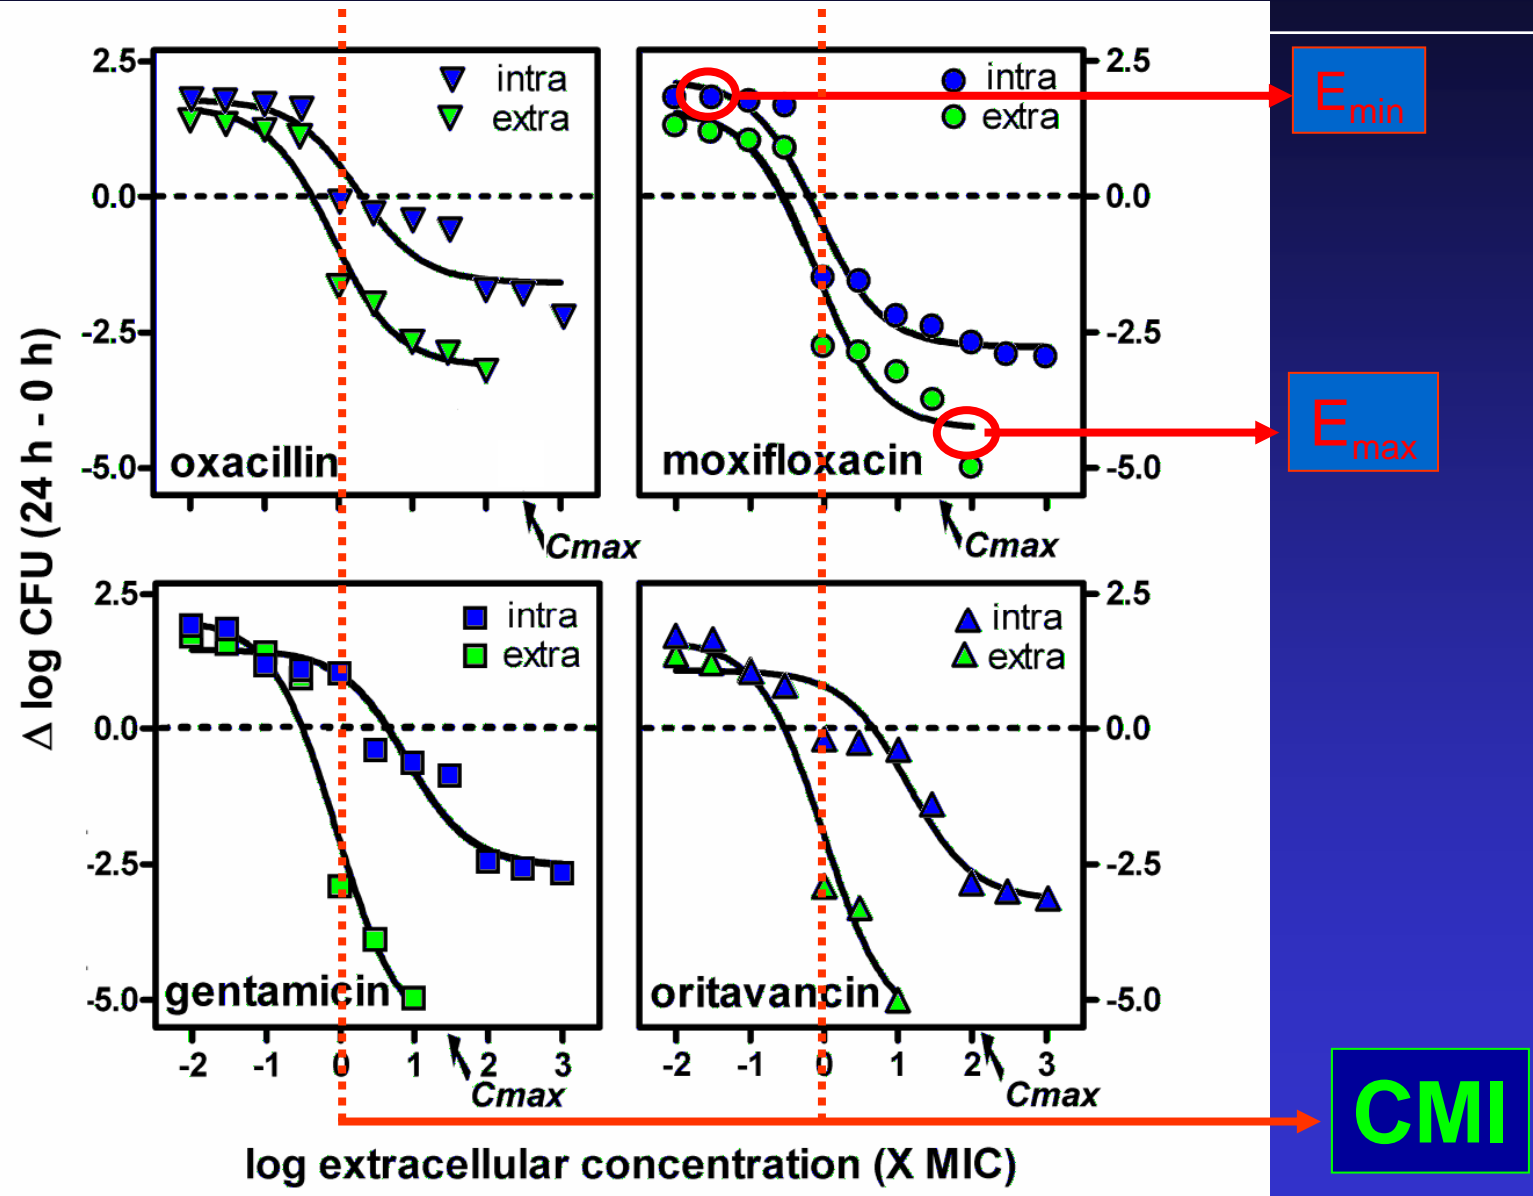 Δ log CFU (24 h - 0 h)
2.5
0.0
-2.5
-5.0
intra
extra
oxacillin
Cmax
intra
extra
moxifloxacin
2.5
0.0
-2.5
-5.0
Cmax
Emin
Emax
2.5
0.0
-2.5
-5.0
intra
extra
gentamicin
-2 -1 0 1 2 3
Cmax
intra
extra
oritavancin
2.5
0.0
-2.5
-5.0
-2 -1 0 1 2 3
Cmax
CMI
log extracellular concentration (X MIC)